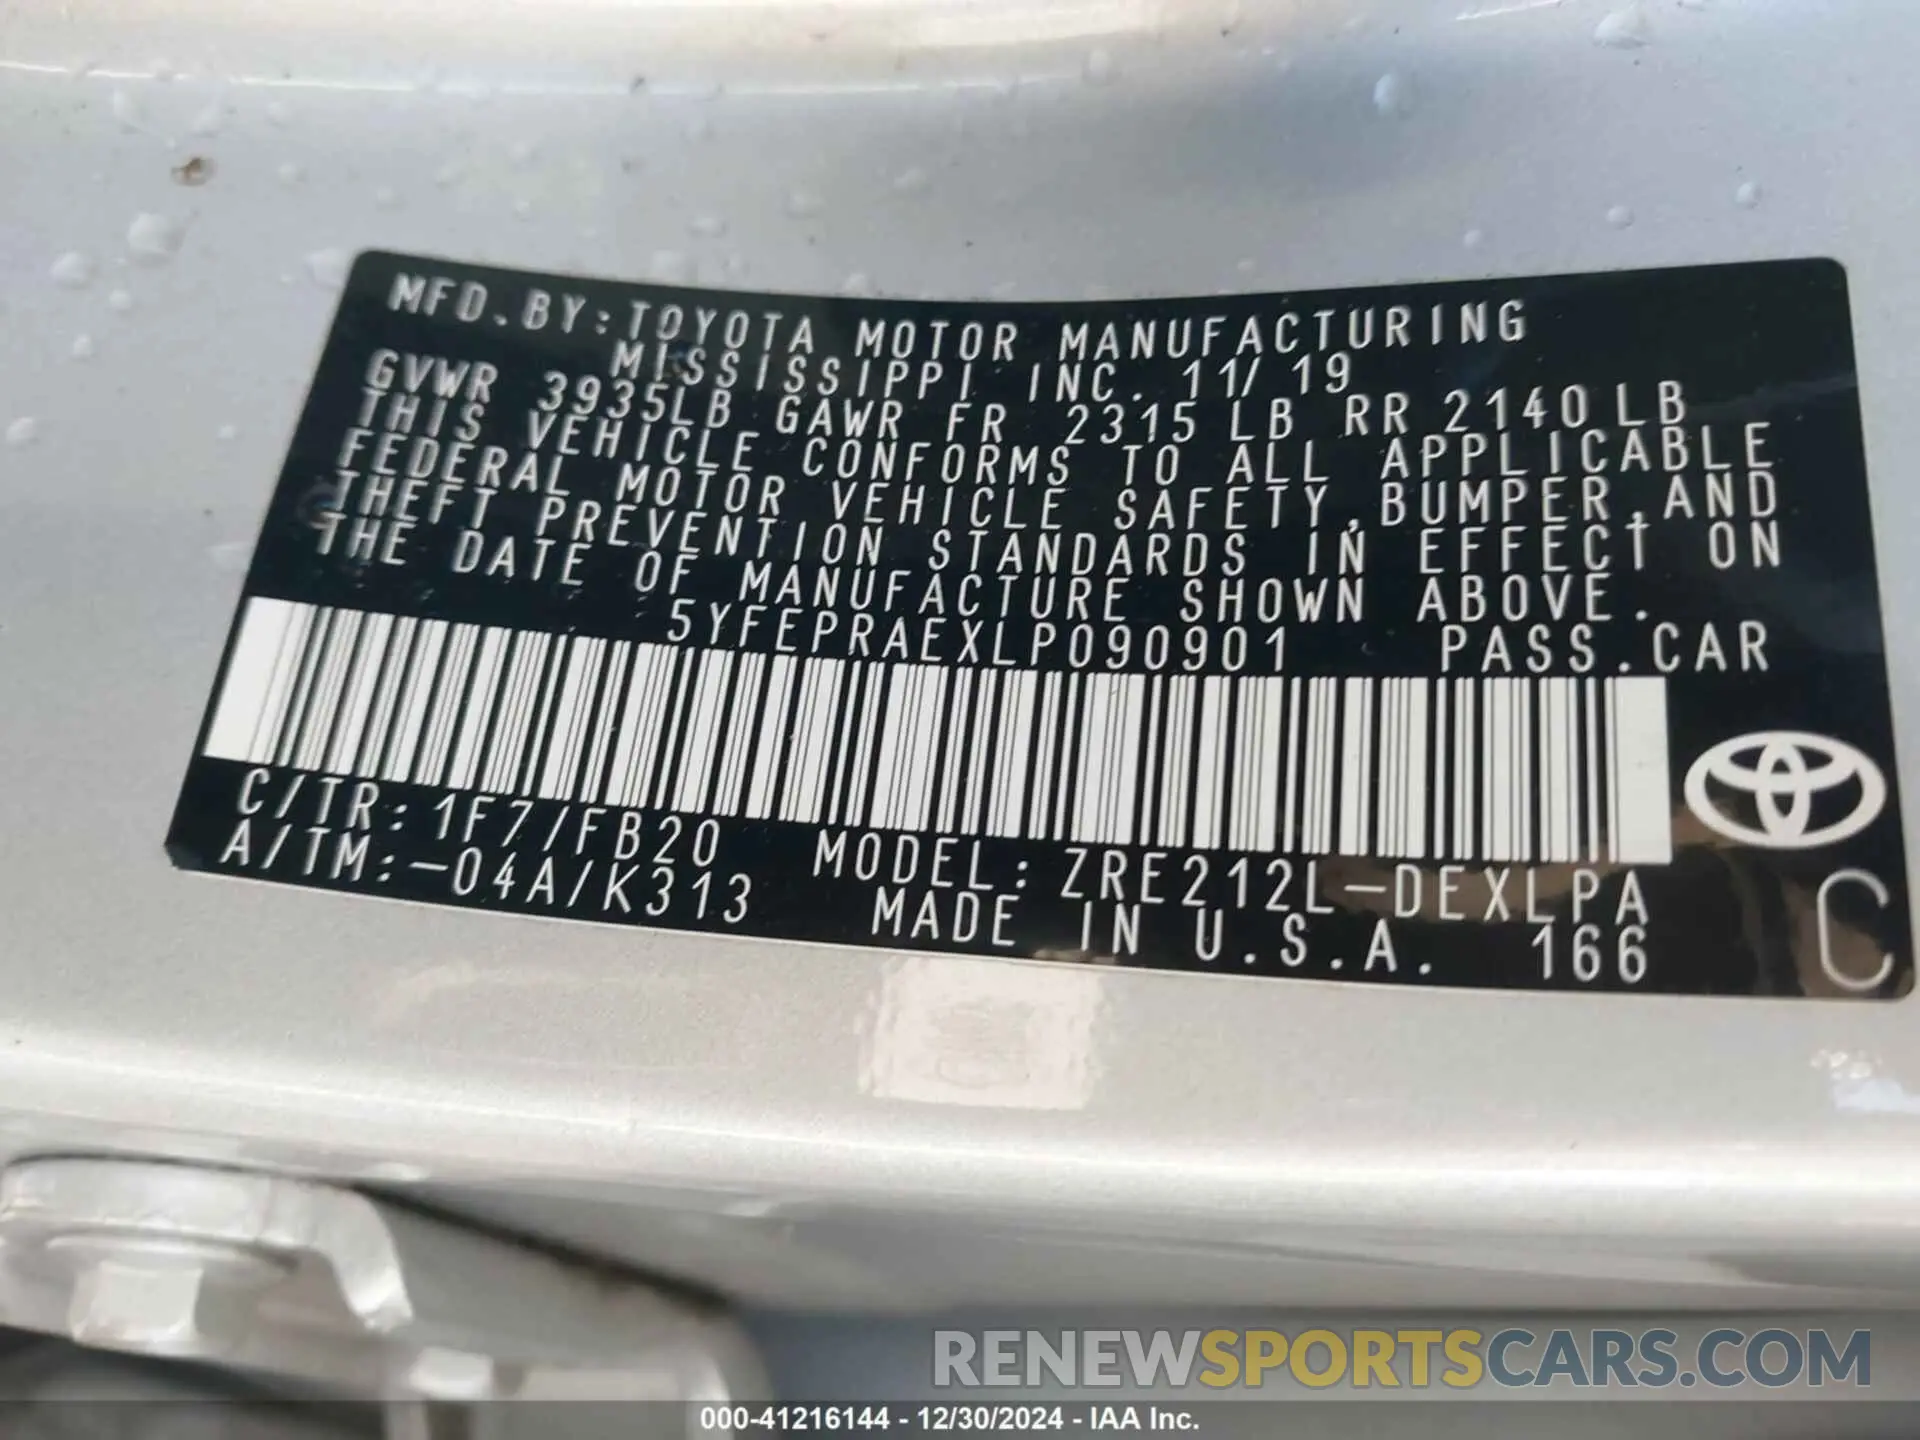 MFD.BY:TOYOTA MOTOR MANUFACTURING
MISSISSIPPI INC. 11/19
GVWR 3935LB GAWR FR 2315 LB RR 2140LB
THIS VEHICLE CONFORMS TO ALL APPLICABLE
FEDERAL MOTOR VEHICLE SAFETY,BUMPER,AND
THEFT PREVENTION STANDARDS IN EFFECT ON
THE DATE OF MANUFACTURE SHOWN ABOVE.
5YFEPRAEXLP090901 PASS.CAR
C/TR:1F7/FB20 MODEL:ZRE212L-DEXLPA
A/TM:-04A/K313 MADE IN U.S.A. 166
C
RENEWSPORTSCARS.COM
000-41216144 - 12/30/2024 - IAA Inc.